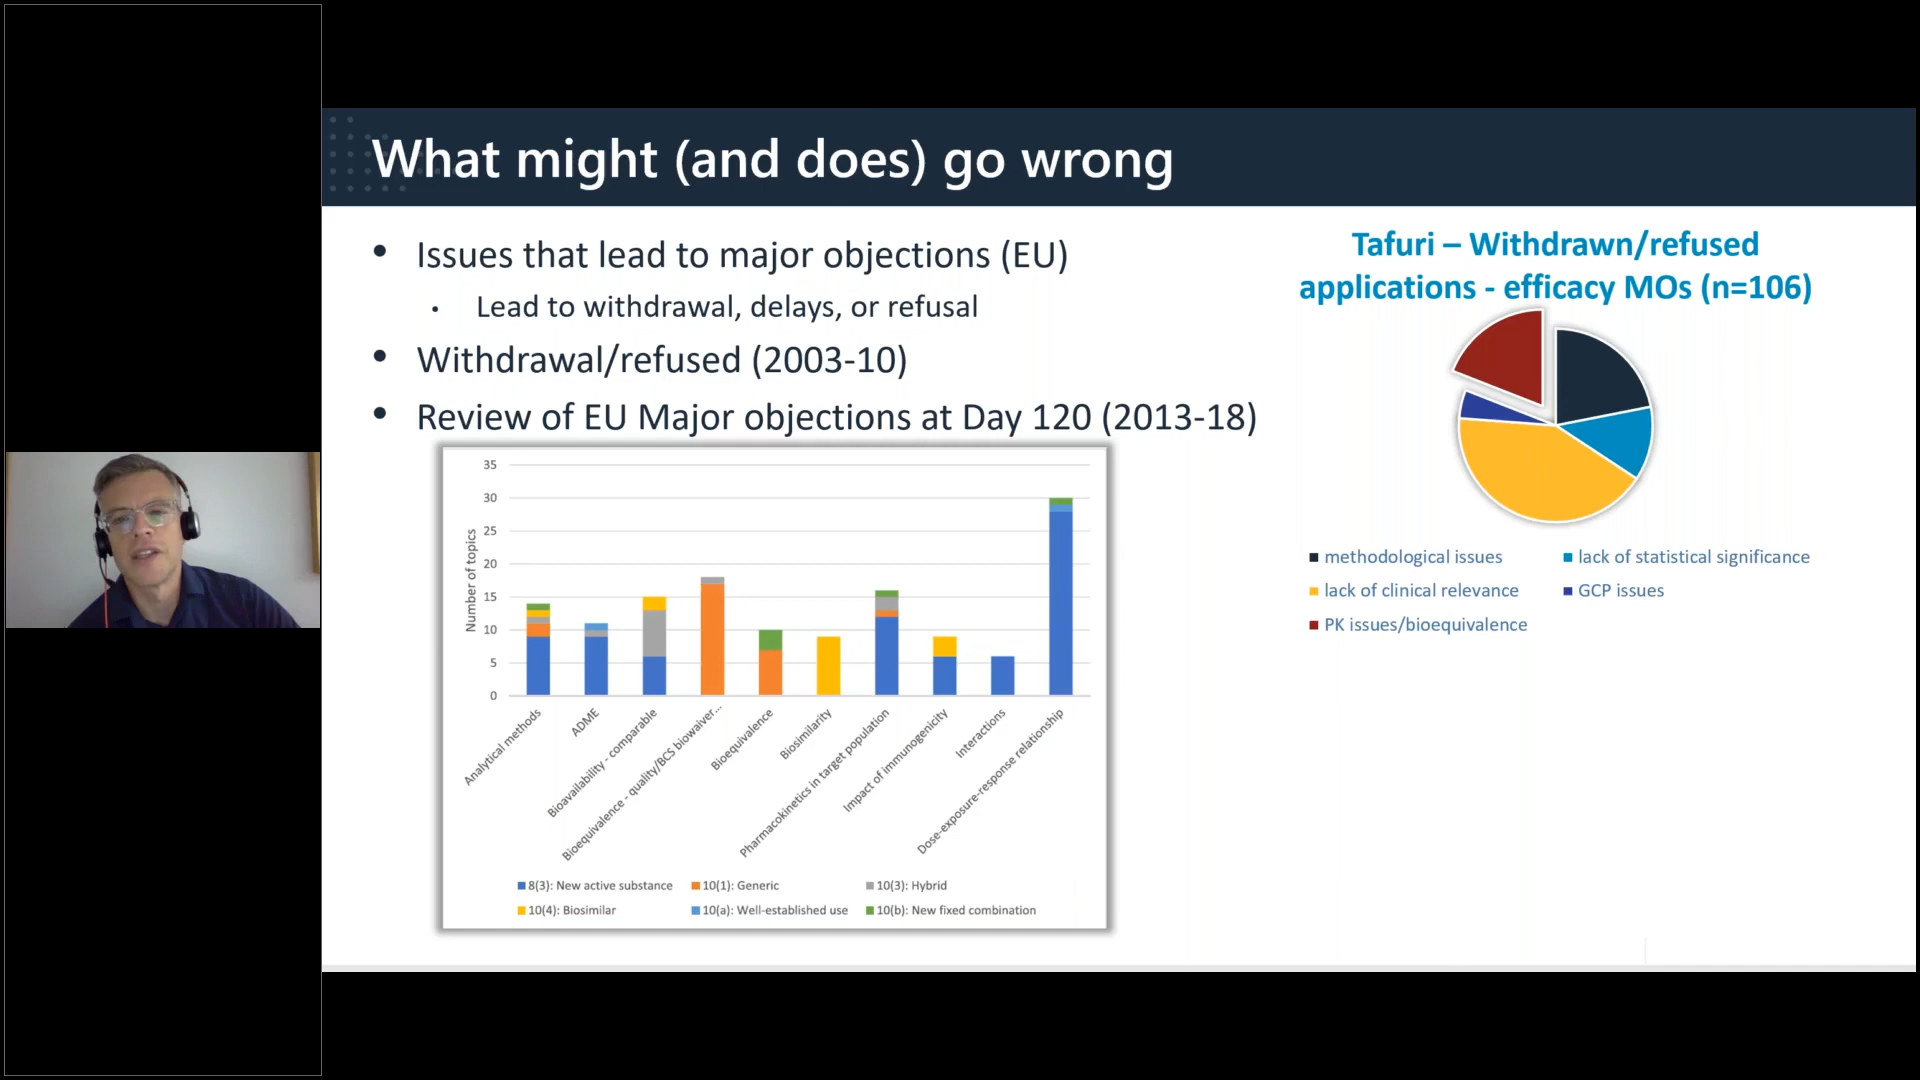 What might (and does) go wrong
• Issues that lead to major objections (EU)
• Lead to withdrawal, delays, or refusal
• Withdrawal/refused (2003-10)
• Review of EU Major objections at Day 120 (2013-18)
Tafuri – Withdrawn/refused
applications - efficacy MOs (n=106)
methodological issues
lack of statistical significance
lack of clinical relevance
GCP issues
PK issues/bioequivalence
Number of topics
35
30
25
20
15
10
5
0
Analytical methods
ADME
Bioavailability - comparable
Bioequivalence - quality/BCS biowaiver...
Bioequivalence
Biosimilarity
Pharmacokinetics in target population
Impact of immunogenicity
Interactions
Dose-exposure-response relationship
8(3): New active substance
10(1): Generic
10(3): Hybrid
10(4): Biosimilar
10(a): Well-established use
10(b): New fixed combination